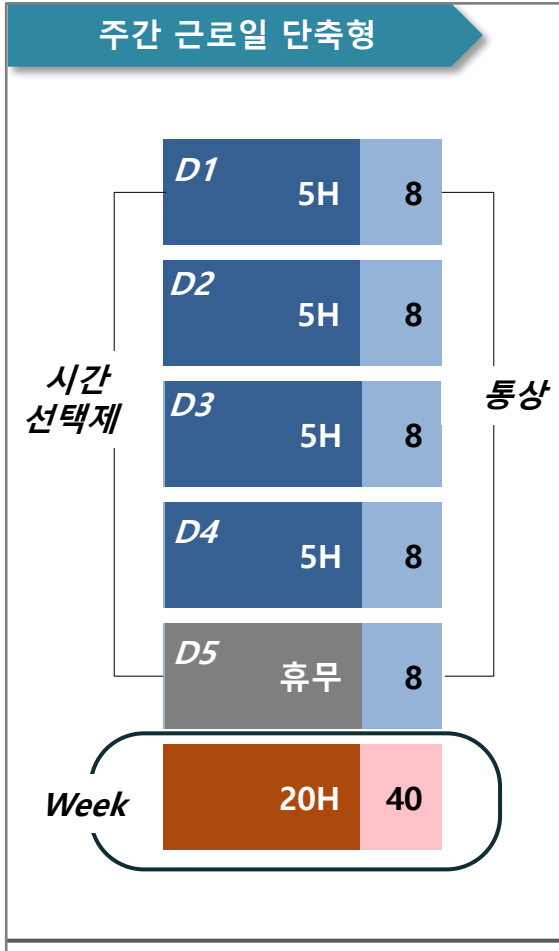 주간 근로일 단축형
D1
5H 8
D2
5H 8
시간
선택제
통상
D3
5H 8
D4
5H 8
D5
휴무 8
Week
20H 40